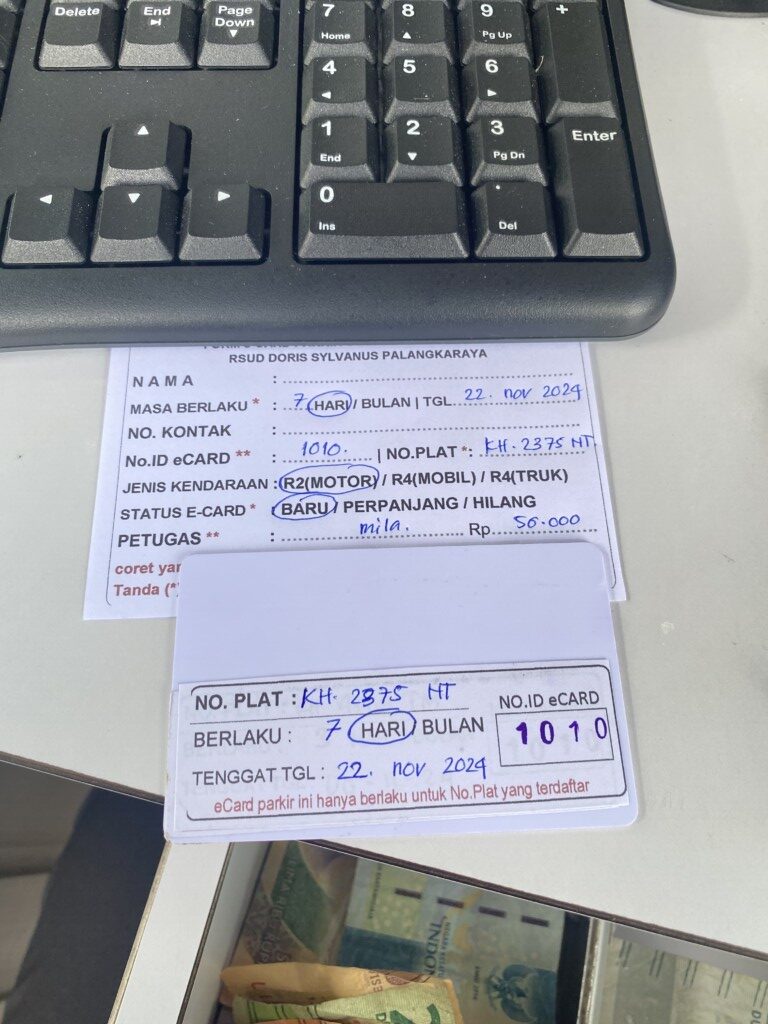 Delete End Page Down 7 Home 8 9 Pg Up +
4 5 6
1 End 2 3 Pg Dn Enter
0 Ins . Del
RSUD DORIS SYLVANUS PALANGKARAYA
NAMA :
MASA BERLAKU * : 7 HARI / BULAN | TGL. 22. nov 2024
NO. KONTAK :
No.ID eCARD ** : 1010. | NO.PLAT *: KH. 2375 HT.
JENIS KENDARAAN : R2(MOTOR) / R4(MOBIL) / R4(TRUK)
STATUS E-CARD * : BARU / PERPANJANG / HILANG
PETUGAS ** : mila. Rp. 50.000
coret
Tanda (*)
NO. PLAT : KH. 2375 HT
NO.ID eCARD
BERLAKU : 7 HARI / BULAN
1010
TENGGAT TGL : 22. nov 2024
eCard parkir ini hanya berlaku untuk No.Plat yang terdaftar